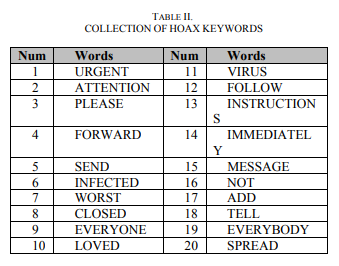 TABLE II.
COLLECTION OF HOAX KEYWORDS
Num Words Num Words
1 URGENT 11 VIRUS
2 ATTENTION 12 FOLLOW
3 PLEASE 13 INSTRUCTION
S
4 FORWARD 14 IMMEDIATEL
Y
5 SEND 15 MESSAGE
6 INFECTED 16 NOT
7 WORST 17 ADD
8 CLOSED 18 TELL
9 EVERYONE 19 EVERYBODY
10 LOVED 20 SPREAD